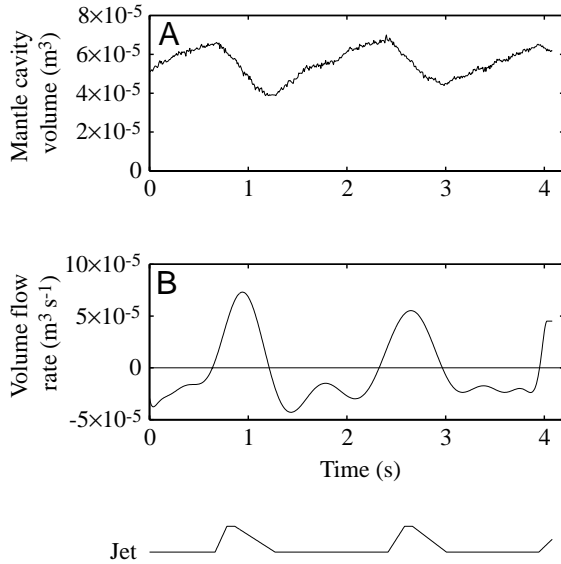 A
8×10-5
6×10-5
4×10-5
2×10-5
0
Mantle cavity
volume (m3)
0 1 2 3 4
B
10×10-5
5×10-5
0
-5×10-5
Volume flow
rate (m3 s-1)
0 1 2 3 4
Time (s)
Jet